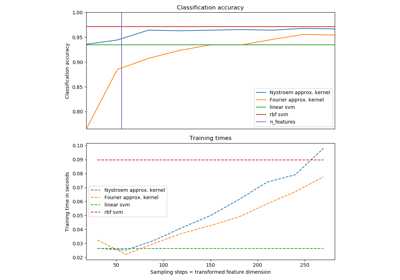 Classification accuracy
1.00
0.95
0.90
0.85
0.80
Classification accuracy
Nystroem approx. kernel
Fourier approx. kernel
linear svm
rbf svm
n_features
Training times
0.10
0.09
0.08
0.07
0.06
0.05
0.04
0.03
0.02
Training time in seconds
Nystroem approx. kernel
Fourier approx. kernel
linear svm
rbf svm
50
100
150
200
250
Sampling steps = transformed feature dimension